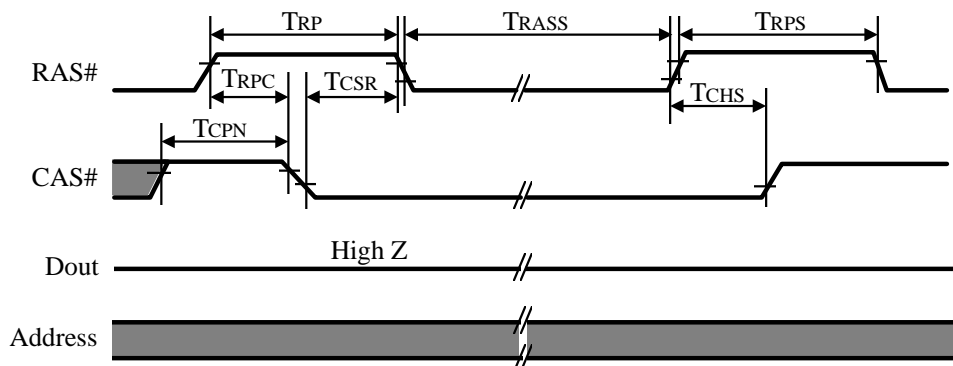 TRP TRASS TRPS
RAS#
TRPC TCSR TCHS
TCPN
CAS#
High Z
Dout
Address